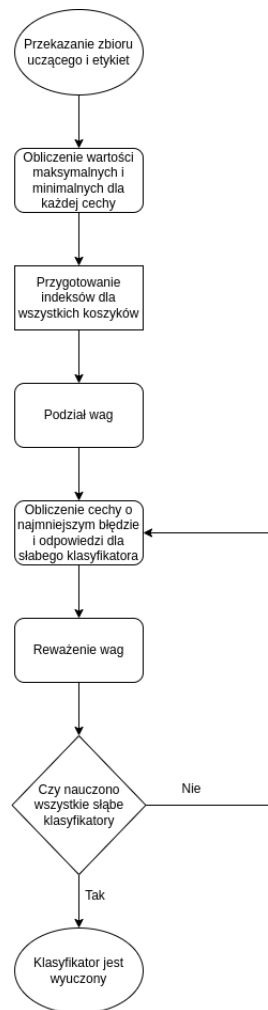 Przekazanie zbioru
uczącego i etykiet
Obliczenie wartości
maksymalnych i
minimalnych dla
każdej cechy
Przygotowanie
indeksów dla
wszystkich koszyków
Podział wag
Obliczenie cechy o
najmniejszym błędzie
i odpowiedzi dla
słabego klasyfikatora
Reważenie wag
Czy nauczono
wszystkie słąbe
klasyfikatory
Nie
Tak
Klasyfikator jest
wyuczony